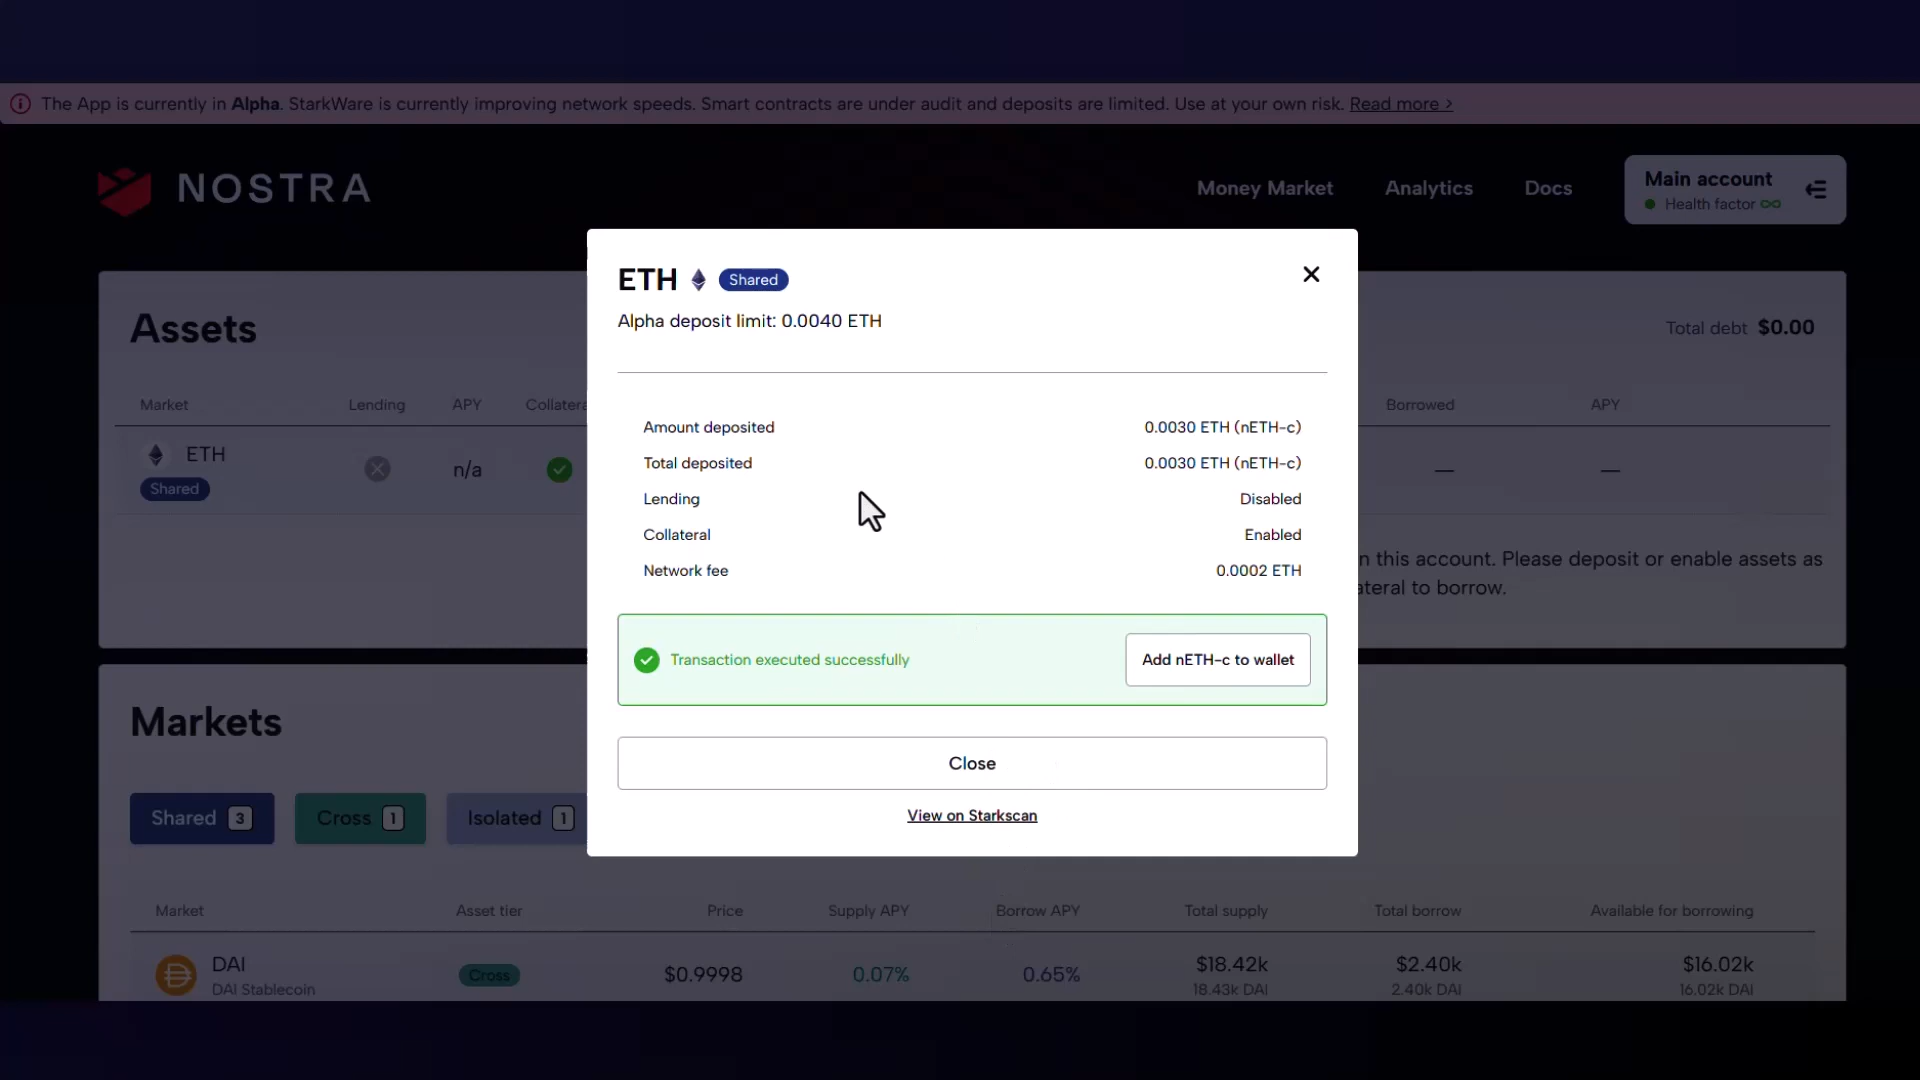 The App is currently in Alpha. StarkWare is currently improving network speeds. Smart contracts are under audit and deposits are limited. Use at your own risk. Read more >
NOSTRA
Money Market
Analytics
Docs
Main account
Health factor ∞
ETH Shared
Alpha deposit limit: 0.0040 ETH
Assets
Total debt $0.00
Market Lending APY Collatera
Borrowed APY
ETH
Shared
n/a
— —
Amount deposited 0.0030 ETH (nETH-c)
Total deposited 0.0030 ETH (nETH-c)
Lending Disabled
Collateral Enabled
Network fee 0.0002 ETH
n this account. Please deposit or enable assets as
ateral to borrow.
Transaction executed successfully
Add nETH-c to wallet
Close
View on Starkscan
Markets
Shared 3
Cross 1
Isolated 1
Market Asset tier Price Supply APY Borrow APY Total supply Total borrow Available for borrowing
DAI Cross $0.9998 0.07% 0.65% $18.42k $2.40k $16.02k
DAI Stablecoin 18.43k DAI 2.40k DAI 16.02k DAI